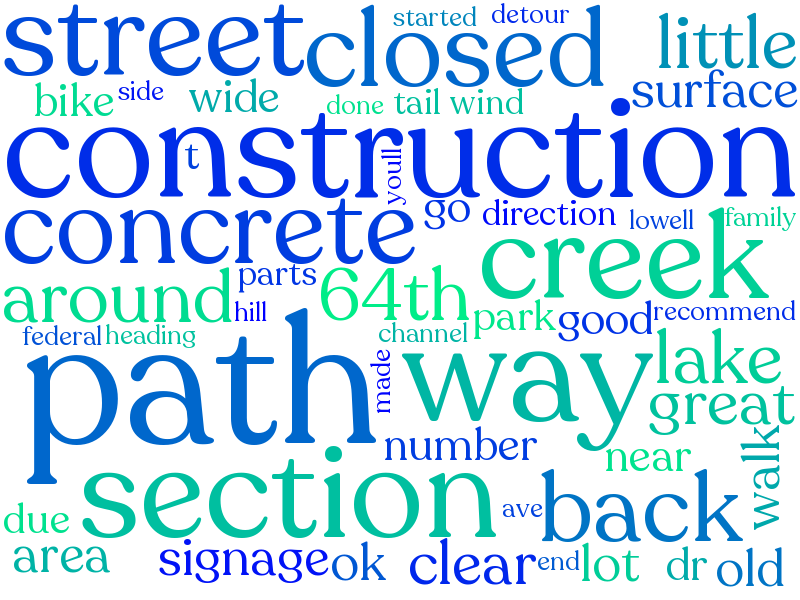 started detour
street closed little
bike side wide done tail wind surface
construction
t youll
concrete go direction lowell family
creek
around parts 64th park good recommend
hill
federal heading channel
path made way lake
great
number near walk
section ave back
due
area signage ok clear end lot dr old